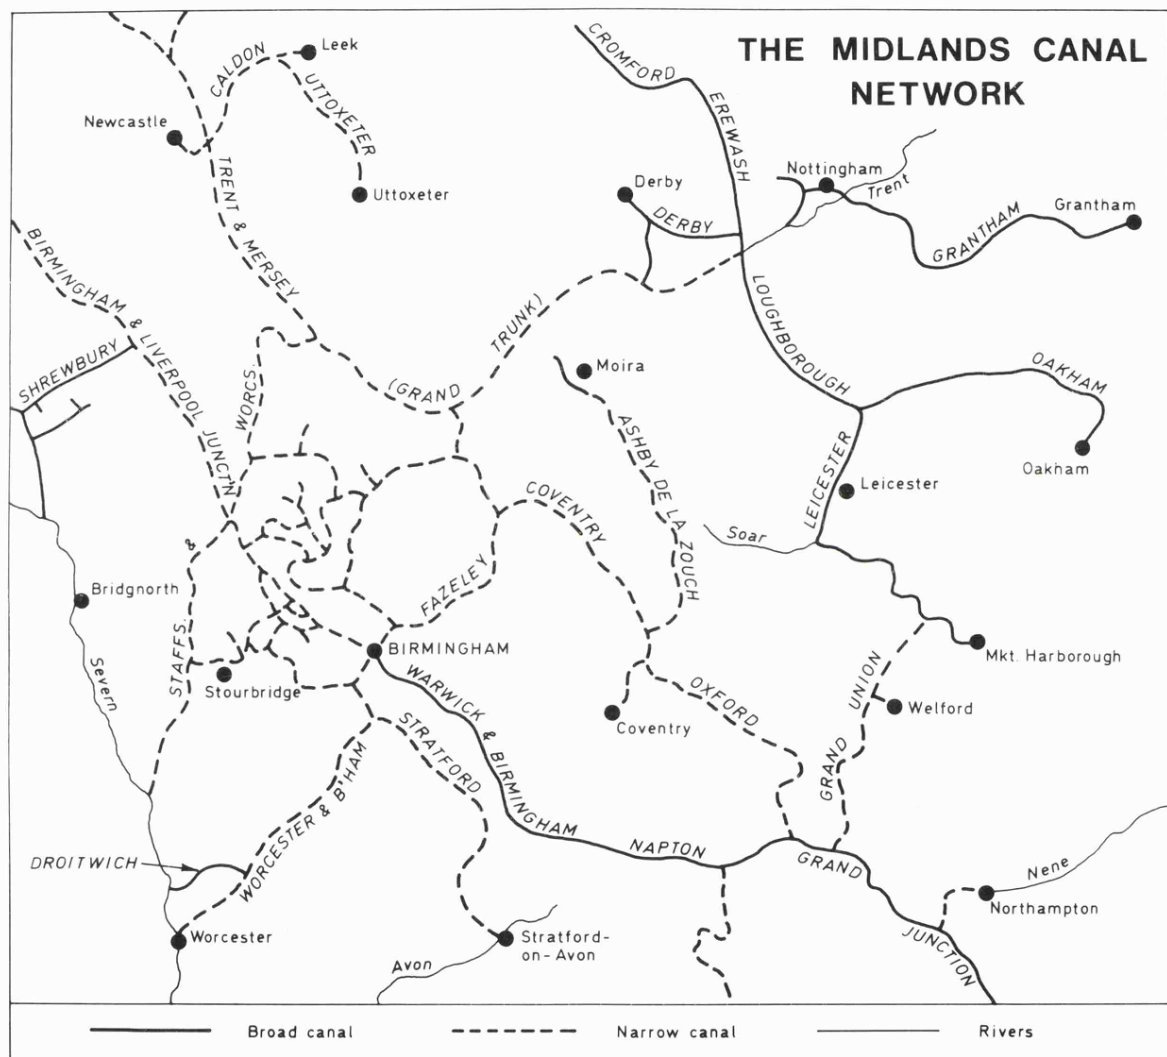 THE MIDLANDS CANAL
NETWORK
Leek
CALDON
UTTOXETER
Newcastle
Uttoxeter
TRENT & MERSEY
CROMFORD
EREWASH
Nottingham
Trent
Derby
DERBY
Grantham
GRANTHAM
BIRMINGHAM & LIVERPOOL JUNCT'N
SHREWBURY
WORCS.
(GRAND
TRUNK)
LOUGHBOROUGH
Moira
ASHBY DE LA ZOUCH
OAKHAM
Oakham
LEICESTER
Leicester
Soar
COVENTRY
FAZELEY
&
STAFFS.
Bridgnorth
Severn
Stourbridge
BIRMINGHAM
WARWICK & BIRMINGHAM
Coventry
OXFORD
Mkt. Harborough
UNION
GRAND
Welford
STRATFORD
WORCESTER & B'HAM
DROITWICH
NAPTON
GRAND
JUNCTION
Nene
Northampton
Worcester
Stratford-
on-Avon
Avon
Broad canal
Narrow canal
Rivers